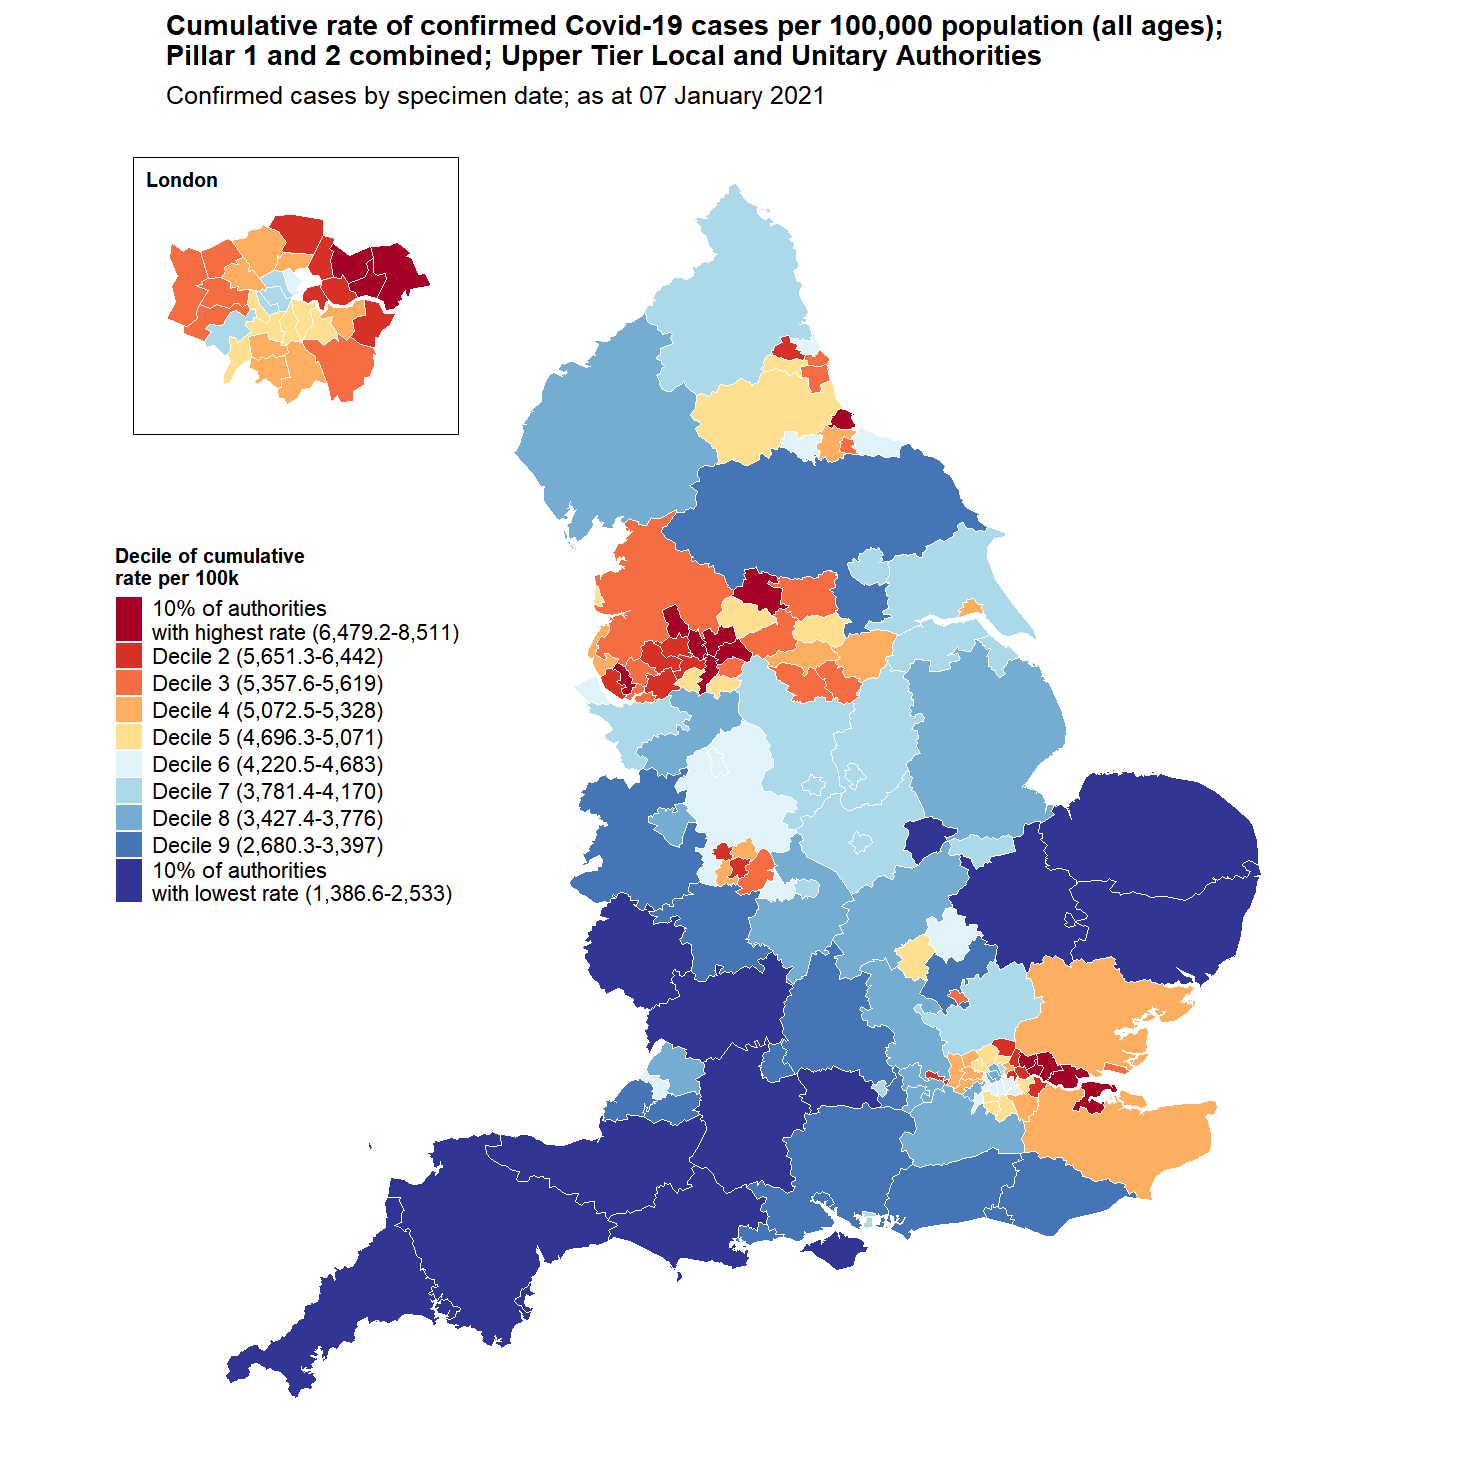 Cumulative rate of confirmed Covid-19 cases per 100,000 population (all ages);
Pillar 1 and 2 combined; Upper Tier Local and Unitary Authorities
Confirmed cases by specimen date; as at 07 January 2021
London
Decile of cumulative
rate per 100k
10% of authorities
with highest rate (6,479.2-8,511)
Decile 2 (5,651.3-6,442)
Decile 3 (5,357.6-5,619)
Decile 4 (5,072.5-5,328)
Decile 5 (4,696.3-5,071)
Decile 6 (4,220.5-4,683)
Decile 7 (3,781.4-4,170)
Decile 8 (3,427.4-3,776)
Decile 9 (2,680.3-3,397)
10% of authorities
with lowest rate (1,386.6-2,533)